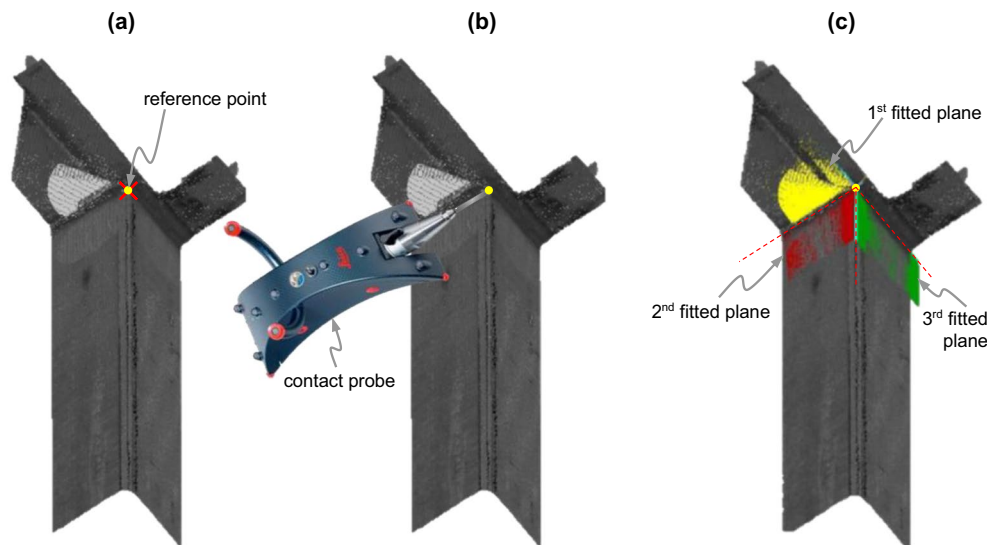 (a)
(b)
(c)
reference point
contact probe
1st fitted plane
2nd fitted plane
3rd fitted
plane